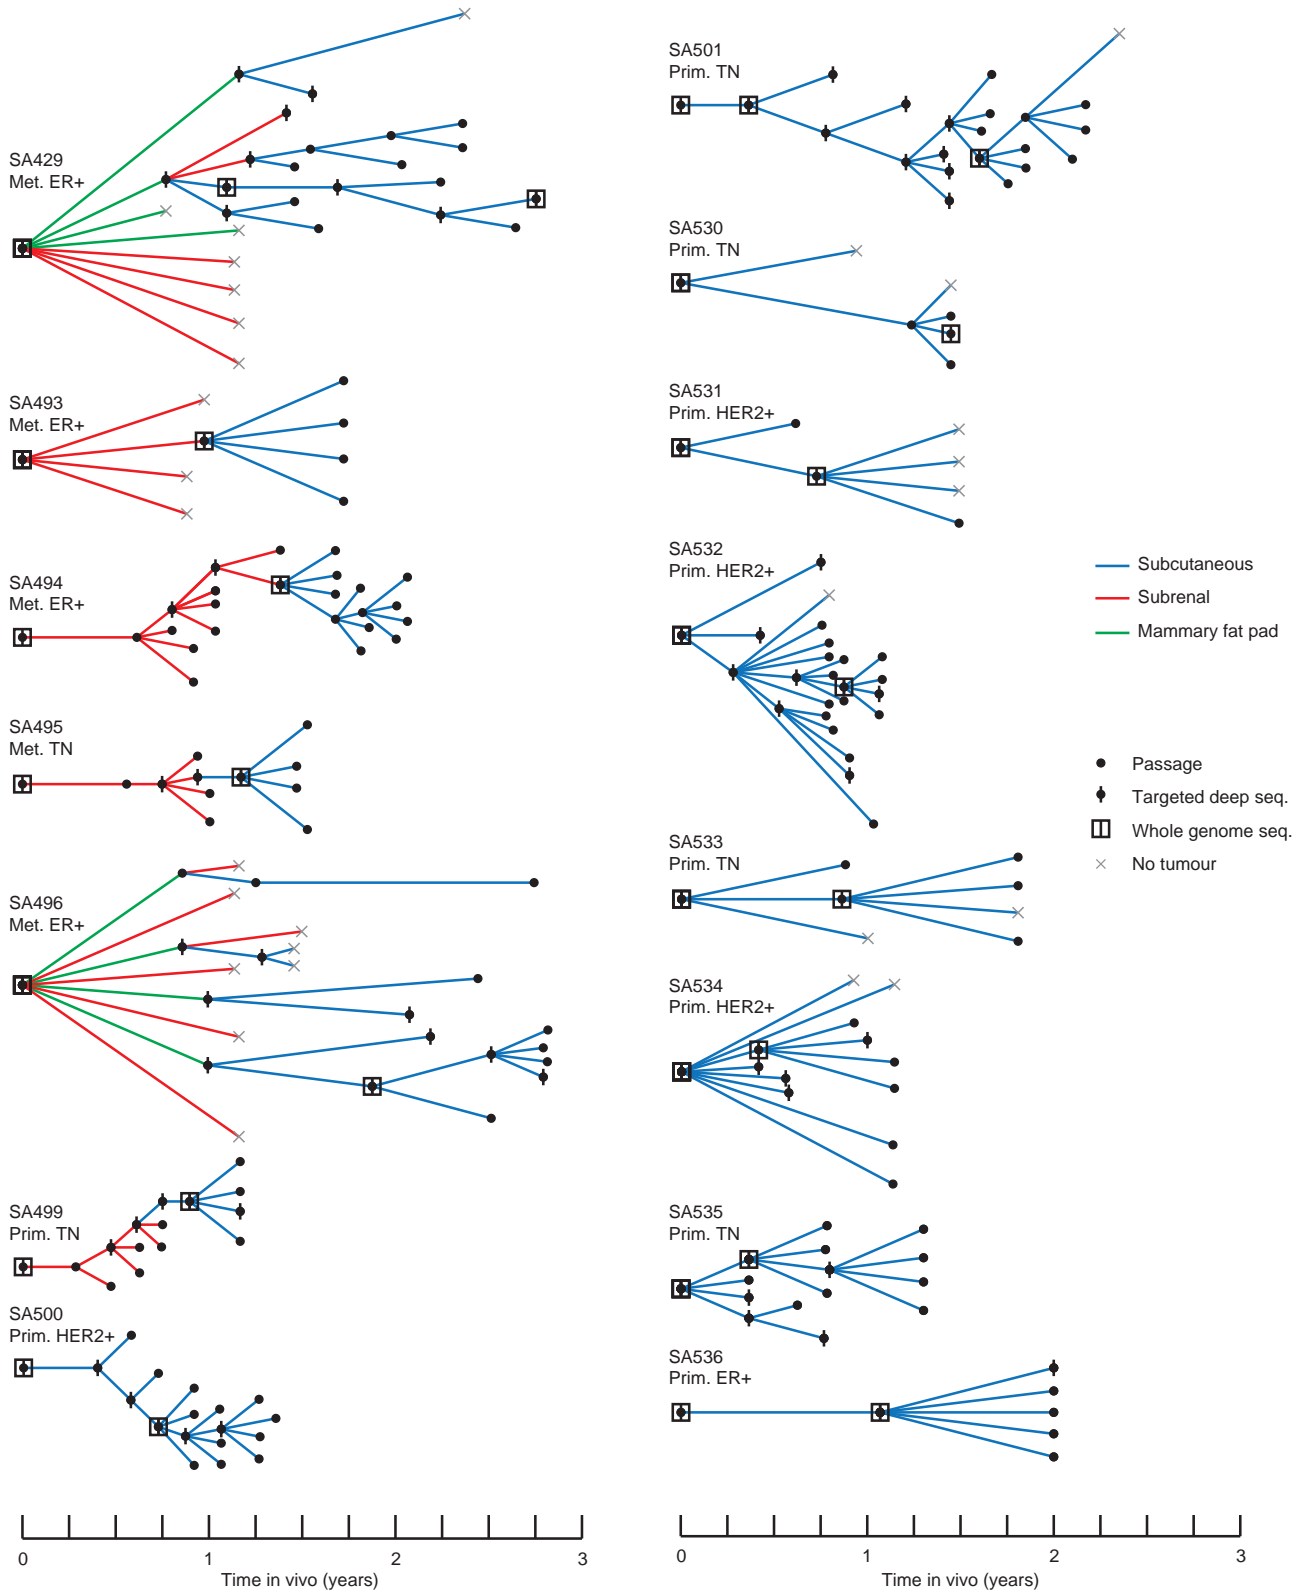 SA429
Met. ER+
SA493
Met. ER+
SA494
Met. ER+
SA495
Met. TN
SA496
Met. ER+
SA499
Prim. TN
SA500
Prim. HER2+
0
1
2
3
Time in vivo (years)
SA501
Prim. TN
SA530
Prim. TN
SA531
Prim. HER2+
SA532
Prim. HER2+
SA533
Prim. TN
SA534
Prim. HER2+
SA535
Prim. TN
SA536
Prim. ER+
0
1
2
3
Time in vivo (years)
Subcutaneous
Subrenal
Mammary fat pad
Passage
Targeted deep seq.
Whole genome seq.
No tumour